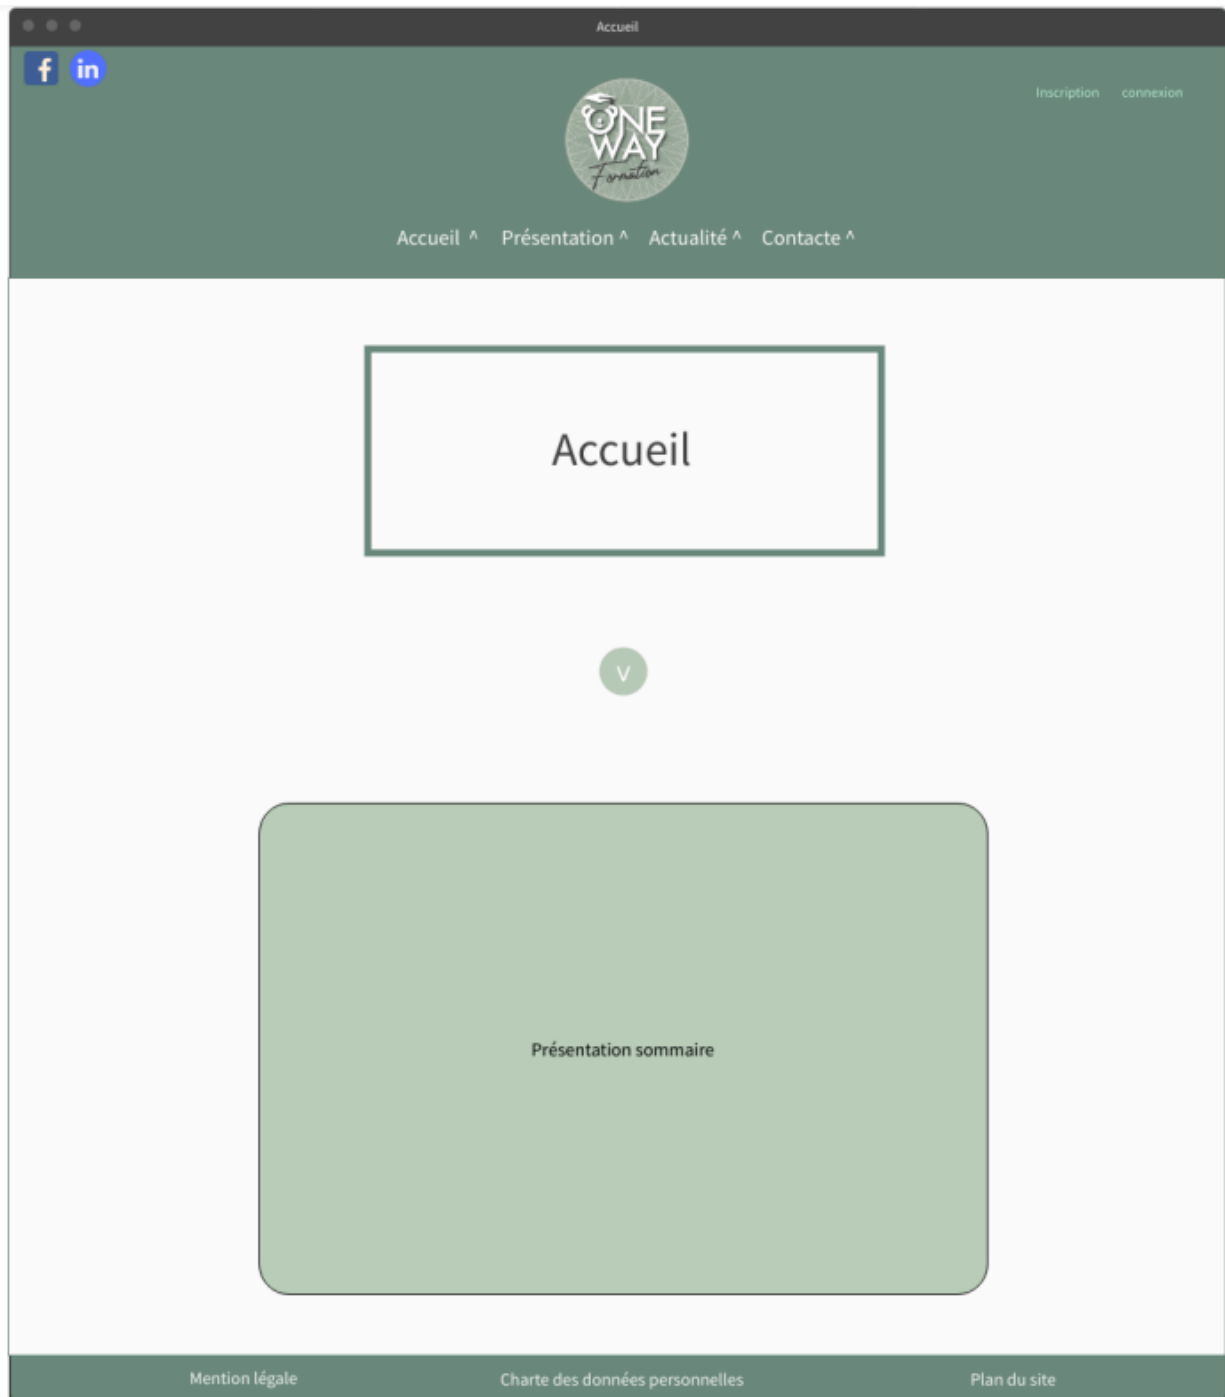 Accueil
f in
Inscription connexion
ONE
WAY
Formation
Accueil ^ Présentation ^ Actualité ^ Contacte ^
Accueil
v
Présentation sommaire
Mention légale Charte des données personnelles Plan du site